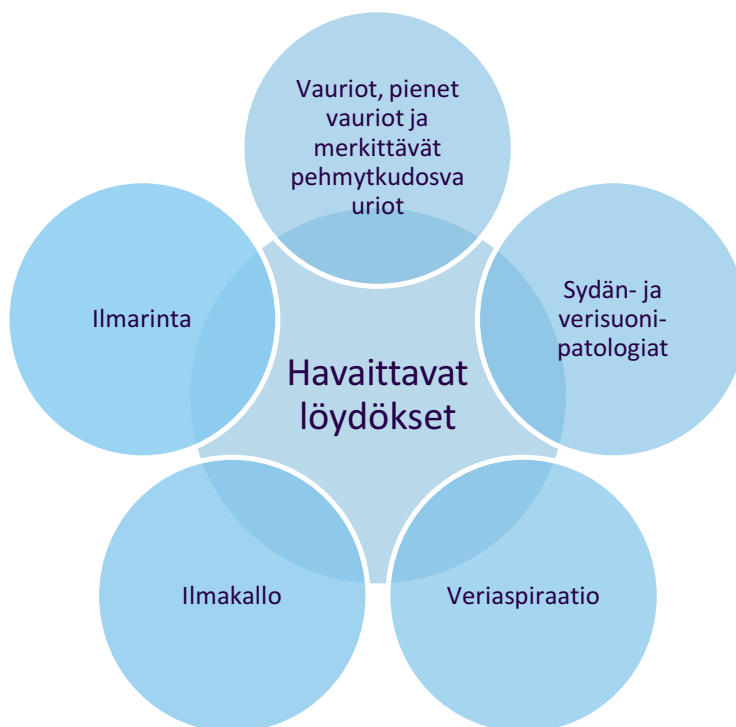 Vauriot, pienet
vauriot ja
merkittävät
pehmytkudosva
uriot
Sydän- ja
verisuoni-
patologiat
Ilmarinta
Havaittavat
löydökset
Ilmakallo
Veriaspiraatio